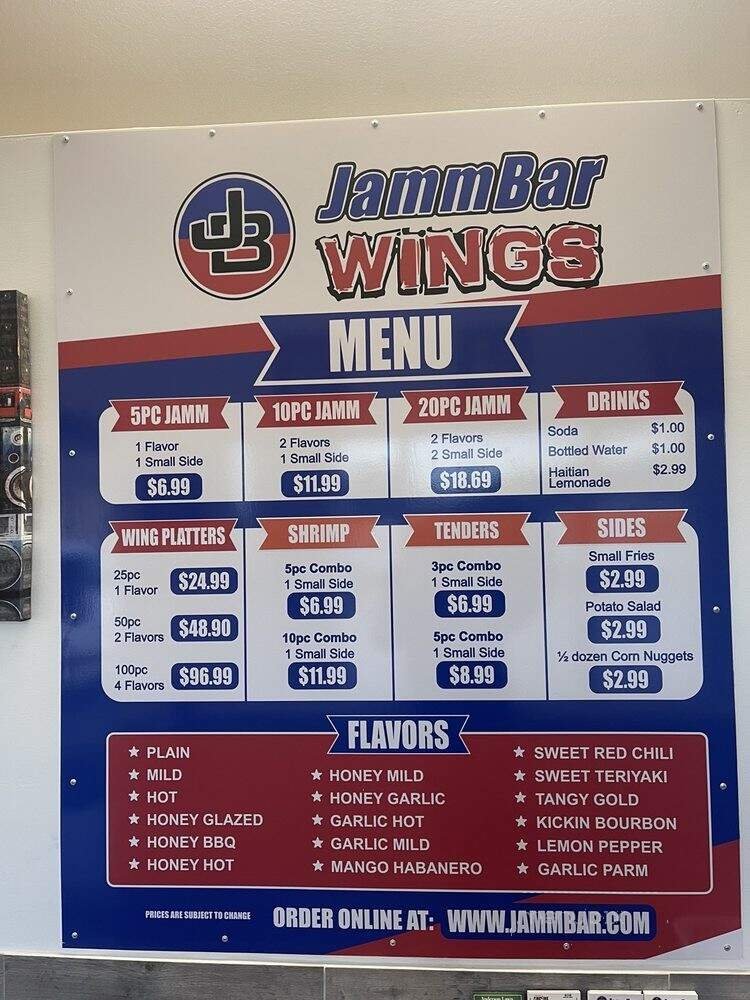 JB
JammBar
WINGS
MENU
5PC JAMM
1 Flavor
1 Small Side
$6.99
10PC JAMM
2 Flavors
1 Small Side
$11.99
20PC JAMM
2 Flavors
2 Small Side
$18.69
DRINKS
Soda $1.00
Bottled Water $1.00
Haitian $2.99
Lemonade
WING PLATTERS
25pc $24.99
1 Flavor
50pc $48.90
2 Flavors
100pc $96.99
4 Flavors
SHRIMP
5pc Combo
1 Small Side
$6.99
10pc Combo
1 Small Side
$11.99
TENDERS
3pc Combo
1 Small Side
$6.99
5pc Combo
1 Small Side
$8.99
SIDES
Small Fries
$2.99
Potato Salad
$2.99
½ dozen Corn Nuggets
$2.99
FLAVORS
★ PLAIN
★ MILD
★ HOT
★ HONEY GLAZED
★ HONEY BBQ
★ HONEY HOT
★ HONEY MILD
★ HONEY GARLIC
★ GARLIC HOT
★ GARLIC MILD
★ MANGO HABANERO
★ SWEET RED CHILI
★ SWEET TERIYAKI
★ TANGY GOLD
★ KICKIN BOURBON
★ LEMON PEPPER
★ GARLIC PARM
PRICES ARE SUBJECT TO CHANGE
ORDER ONLINE AT: WWW.JAMMBAR.COM